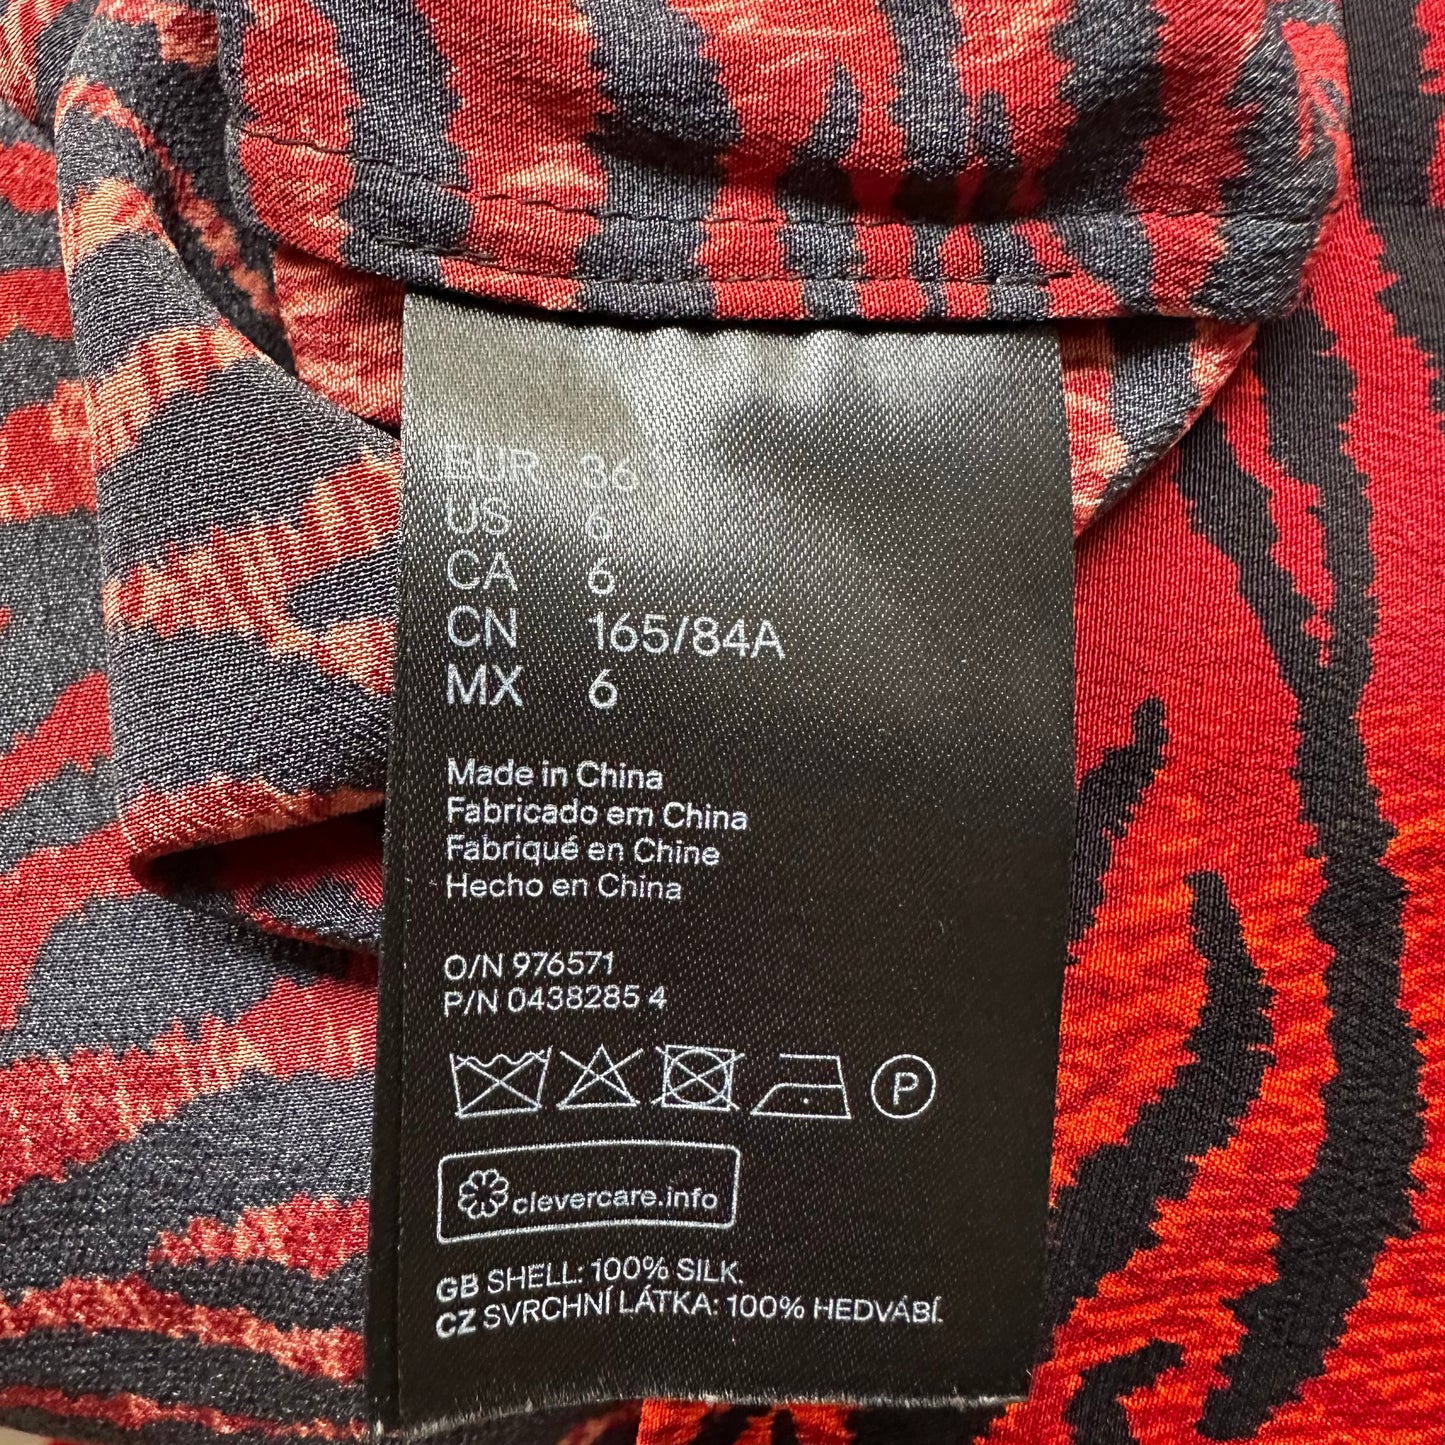 EUR 36
US 6
CA 6
CN 165/84A
MX 6
Made in China
Fabricado em China
Fabriqué en Chine
Hecho en China
O/N 976571
P/N 0438285 4
P
clevercare.info
GB SHELL: 100% SILK.
CZ SVRCHNÍ LÁTKA: 100% HEDVÁBÍ.